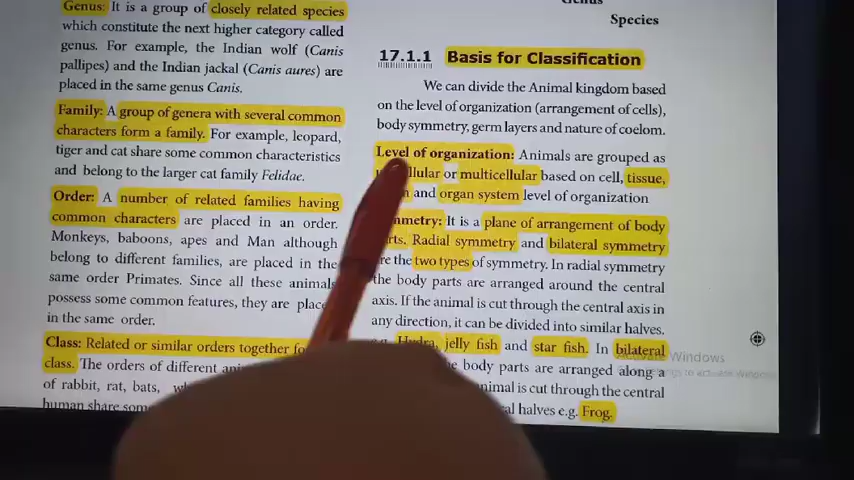 Genus: It is a group of closely related species
which constitute the next higher category called
genus. For example, the Indian wolf (Canis
pallipes) and the Indian jackal (Canis aures) are
placed in the same genus Canis.
Family: A group of genera with several common
characters form a family. For example, leopard,
tiger and cat share some common characteristics
and belong to the larger cat family Felidae.
Order: A number of related families having
common characters are placed in an order.
Monkeys, baboons, apes and Man although
belong to different families, are placed in the
same order Primates. Since all these animals
possess some common features, they are
in the same order.
Class: Related or similar orders together
class. The orders of different
of rabbit, rat, bats,
human share
Genus
Species
17.1.1 Basis for Classification
We can divide the Animal kingdom based
on the level of organization (arrangement of cells),
body symmetry, germ layers and nature of coelom.
Level of organization: Animals are grouped as
or multicellular based on cell, tissue,
and organ system level of organization
It is a plane of arrangement of body
Radial symmetry and bilateral symmetry
the two types of symmetry. In radial symmetry
the body parts are arranged around the central
axis. If the animal is cut through the central axis in
any direction, it can be divided into similar halves.
jelly fish and star fish. In bilateral
body parts are arranged along a
is cut through the central
halves e.g. Frog.
Windows
to activate Windows